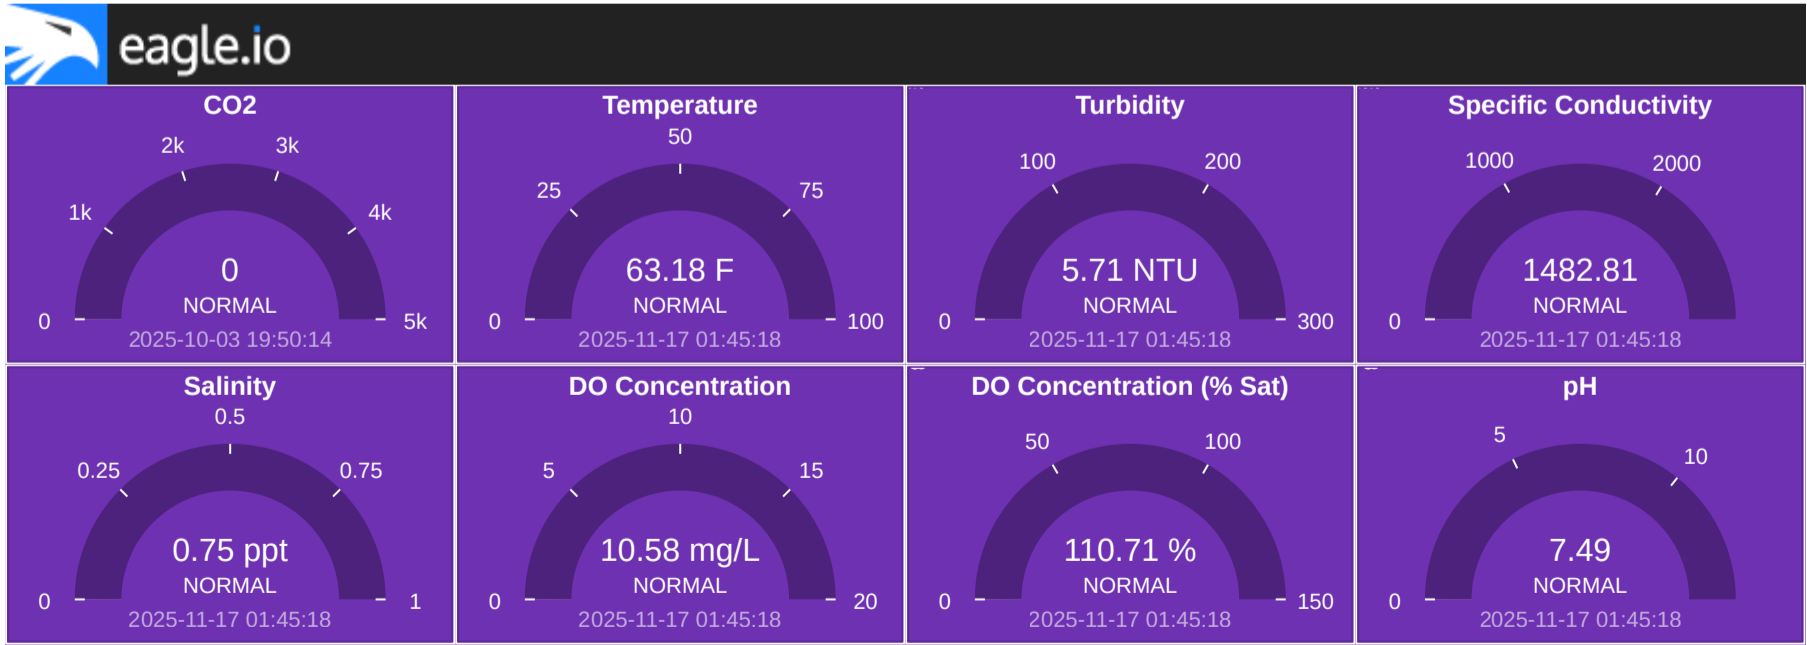 eagle.io
CO2
2k 3k
1k 4k
0
NORMAL
0 5k
2025-10-03 19:50:14
Temperature
50
25 75
63.18 F
NORMAL
0 100
2025-11-17 01:45:18
Turbidity
100 200
5.71 NTU
NORMAL
0 300
2025-11-17 01:45:18
Specific Conductivity
1000 2000
1482.81
NORMAL
0
2025-11-17 01:45:18
Salinity
0.5
0.25 0.75
0.75 ppt
NORMAL
0 1
2025-11-17 01:45:18
DO Concentration
10
5 15
10.58 mg/L
NORMAL
0 20
2025-11-17 01:45:18
DO Concentration (% Sat)
50 100
110.71 %
NORMAL
0 150
2025-11-17 01:45:18
pH
5 10
7.49
NORMAL
0
2025-11-17 01:45:18